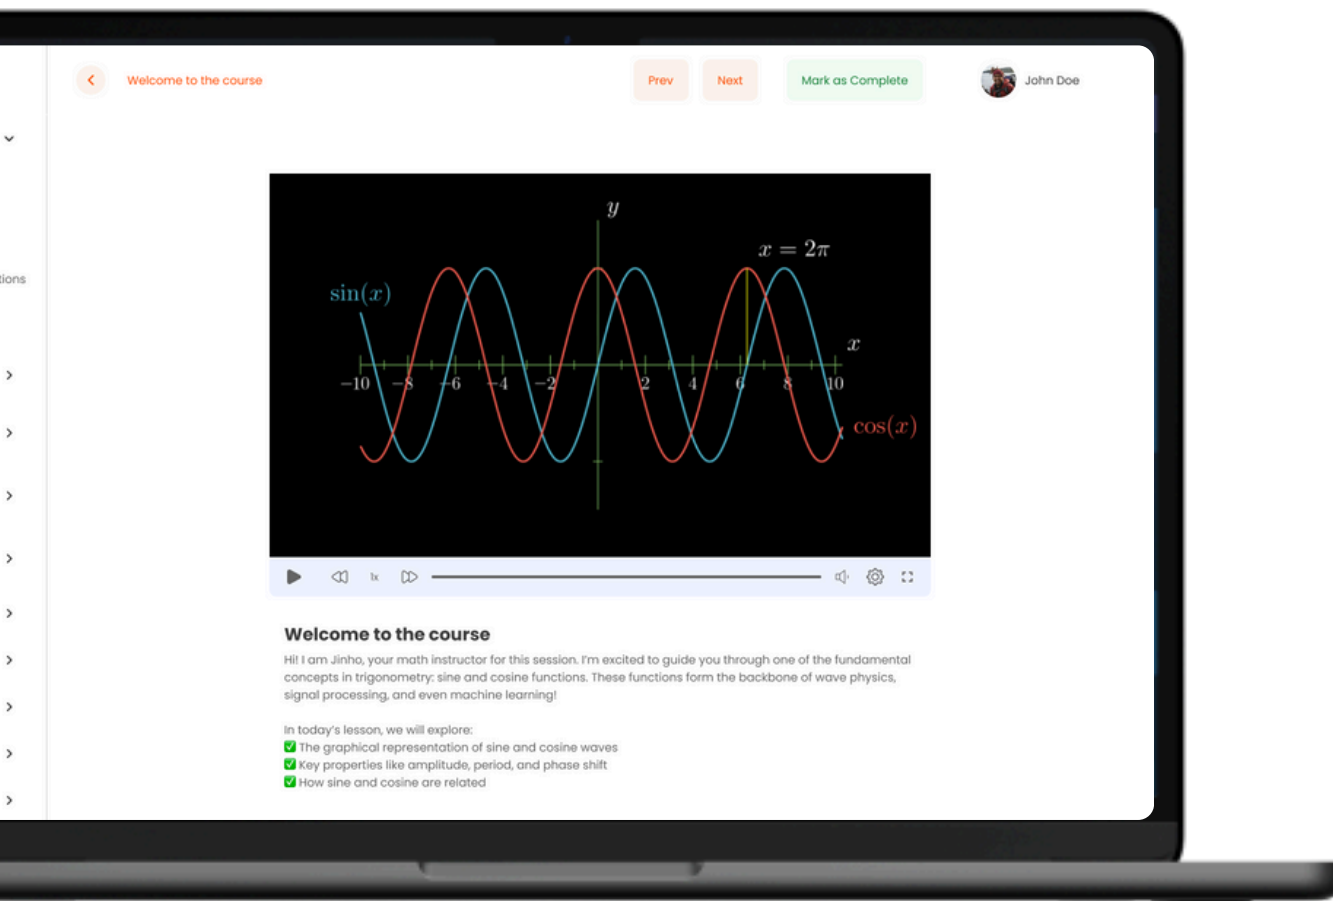 Welcome to the course
Prev
Next
Mark as Complete
John Doe
tions
y
x = 2π
sin(x)
x
−10 −8 −6 −4 −2 2 4 6 8 10
cos(x)
1x
Welcome to the course
Hi! I am Jinho, your math instructor for this session. I'm excited to guide you through one of the fundamental
concepts in trigonometry: sine and cosine functions. These functions form the backbone of wave physics,
signal processing, and even machine learning!
In today's lesson, we will explore:
✅ The graphical representation of sine and cosine waves
✅ Key properties like amplitude, period, and phase shift
✅ How sine and cosine are related